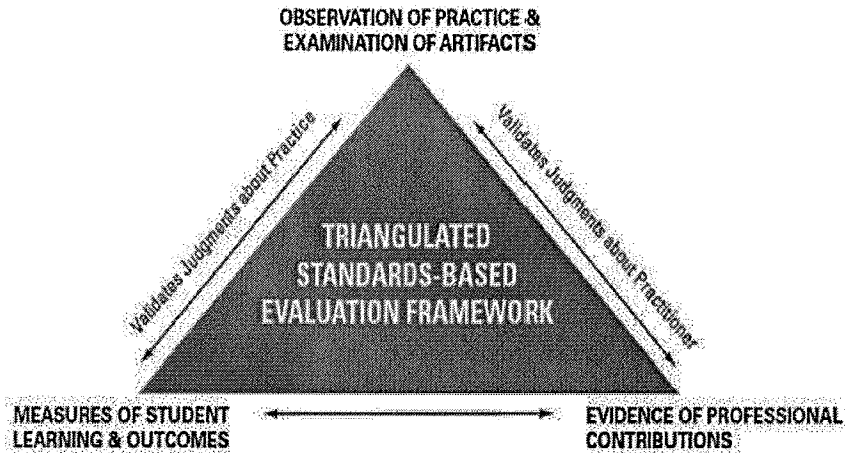 OBSERVATION OF PRACTICE &
EXAMINATION OF ARTIFACTS
Validates Judgments about Practice
Validates Judgments about Practitioner
TRIANGULATED
STANDARDS-BASED
EVALUATION FRAMEWORK
MEASURES OF STUDENT
LEARNING & OUTCOMES
EVIDENCE OF PROFESSIONAL
CONTRIBUTIONS